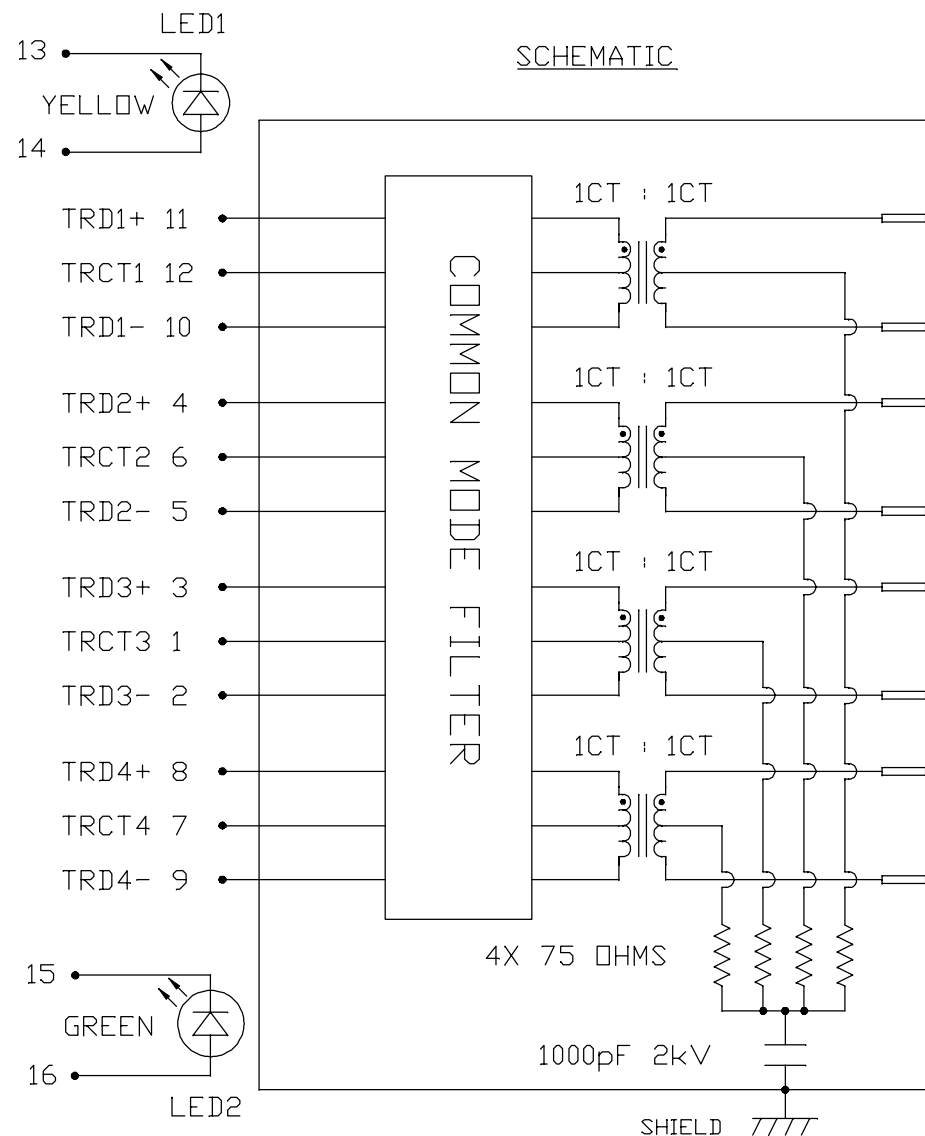 LED1
13
SCHEMATIC
YELLOW
14
1CT : 1CT
TRD1+ 11
TRCT1 12
TRD1- 10
1CT : 1CT
TRD2+ 4
TRCT2 6
TRD2- 5
COMMON MODE FILTER
1CT : 1CT
TRD3+ 3
TRCT3 1
TRD3- 2
1CT : 1CT
TRD4+ 8
TRCT4 7
TRD4- 9
4X 75 OHMS
15
GREEN
1000pF 2kV
16
LED2
SHIELD